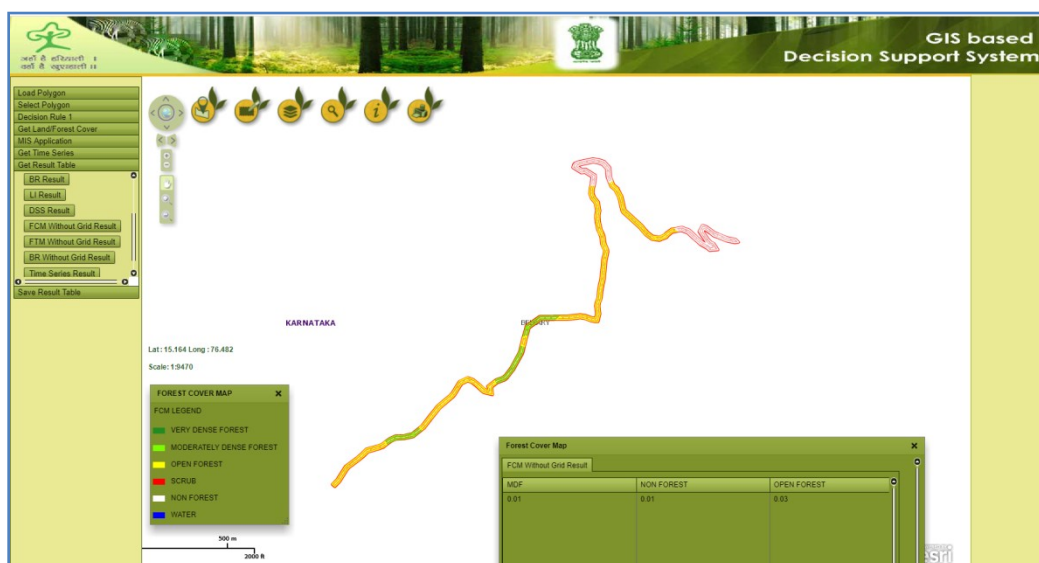 जहाँ है हरियाली ।
वहाँ है खुशहाली ॥
GIS based
Decision Support System
Load Polygon
Select Polygon
Decision Rule 1
Get Land/Forest Cover
MIS Application
Get Time Series
Get Result Table
BR Result
LI Result
DSS Result
FCM Without Grid Result
FTM Without Grid Result
BR Without Grid Result
Time Series Result
Save Result Table
KARNATAKA
Lat: 15.164 Long : 76.482
Scale: 1:9470
FOREST COVER MAP
FCM LEGEND
VERY DENSE FOREST
MODERATELY DENSE FOREST
OPEN FOREST
SCRUB
NON FOREST
WATER
500 m
2000 ft
Forest Cover Map
FCM Without Grid Result
MDF NON FOREST OPEN FOREST
0.01 0.01 0.03
esri